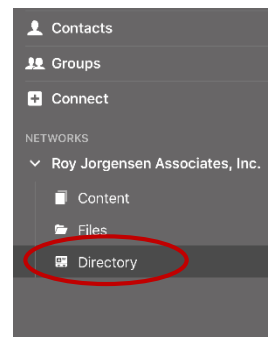 Contacts
Groups
Connect
NETWORKS
Roy Jorgensen Associates, Inc.
Content
Files
Directory